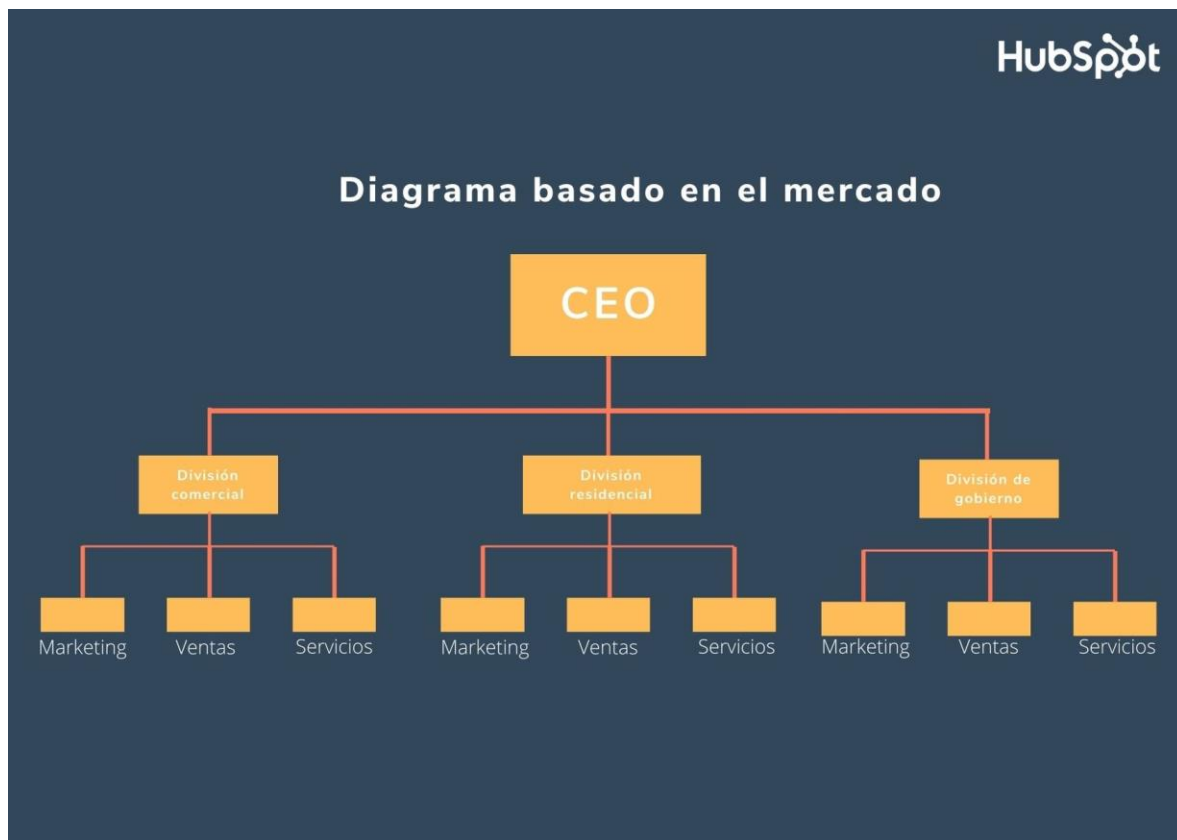 HubSpot
Diagrama basado en el mercado
CEO
División
comercial
División
residencial
División de
gobierno
Marketing
Ventas
Servicios
Marketing
Ventas
Servicios
Marketing
Ventas
Servicios